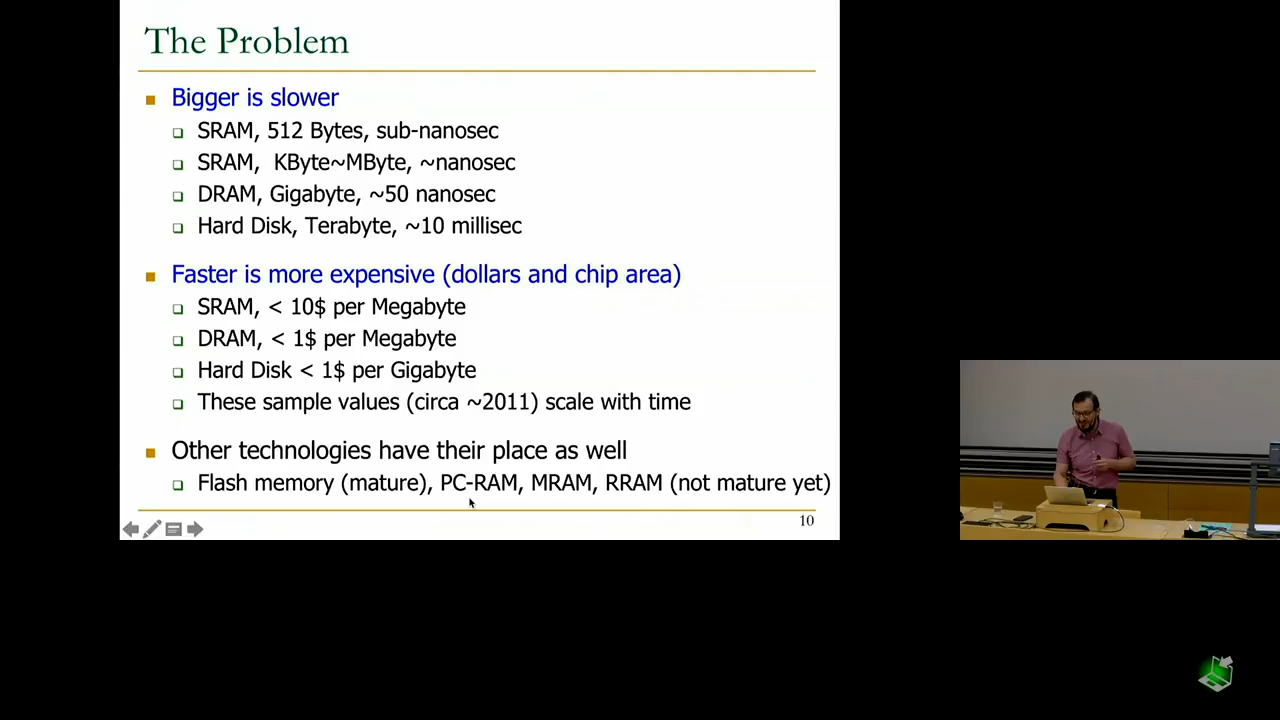 The Problem
Bigger is slower
SRAM, 512 Bytes, sub-nanosec
SRAM, KByte~MByte, ~nanosec
DRAM, Gigabyte, ~50 nanosec
Hard Disk, Terabyte, ~10 millisec
Faster is more expensive (dollars and chip area)
SRAM, < 10$ per Megabyte
DRAM, < 1$ per Megabyte
Hard Disk < 1$ per Gigabyte
These sample values (circa ~2011) scale with time
Other technologies have their place as well
Flash memory (mature), PC-RAM, MRAM, RRAM (not mature yet)
10